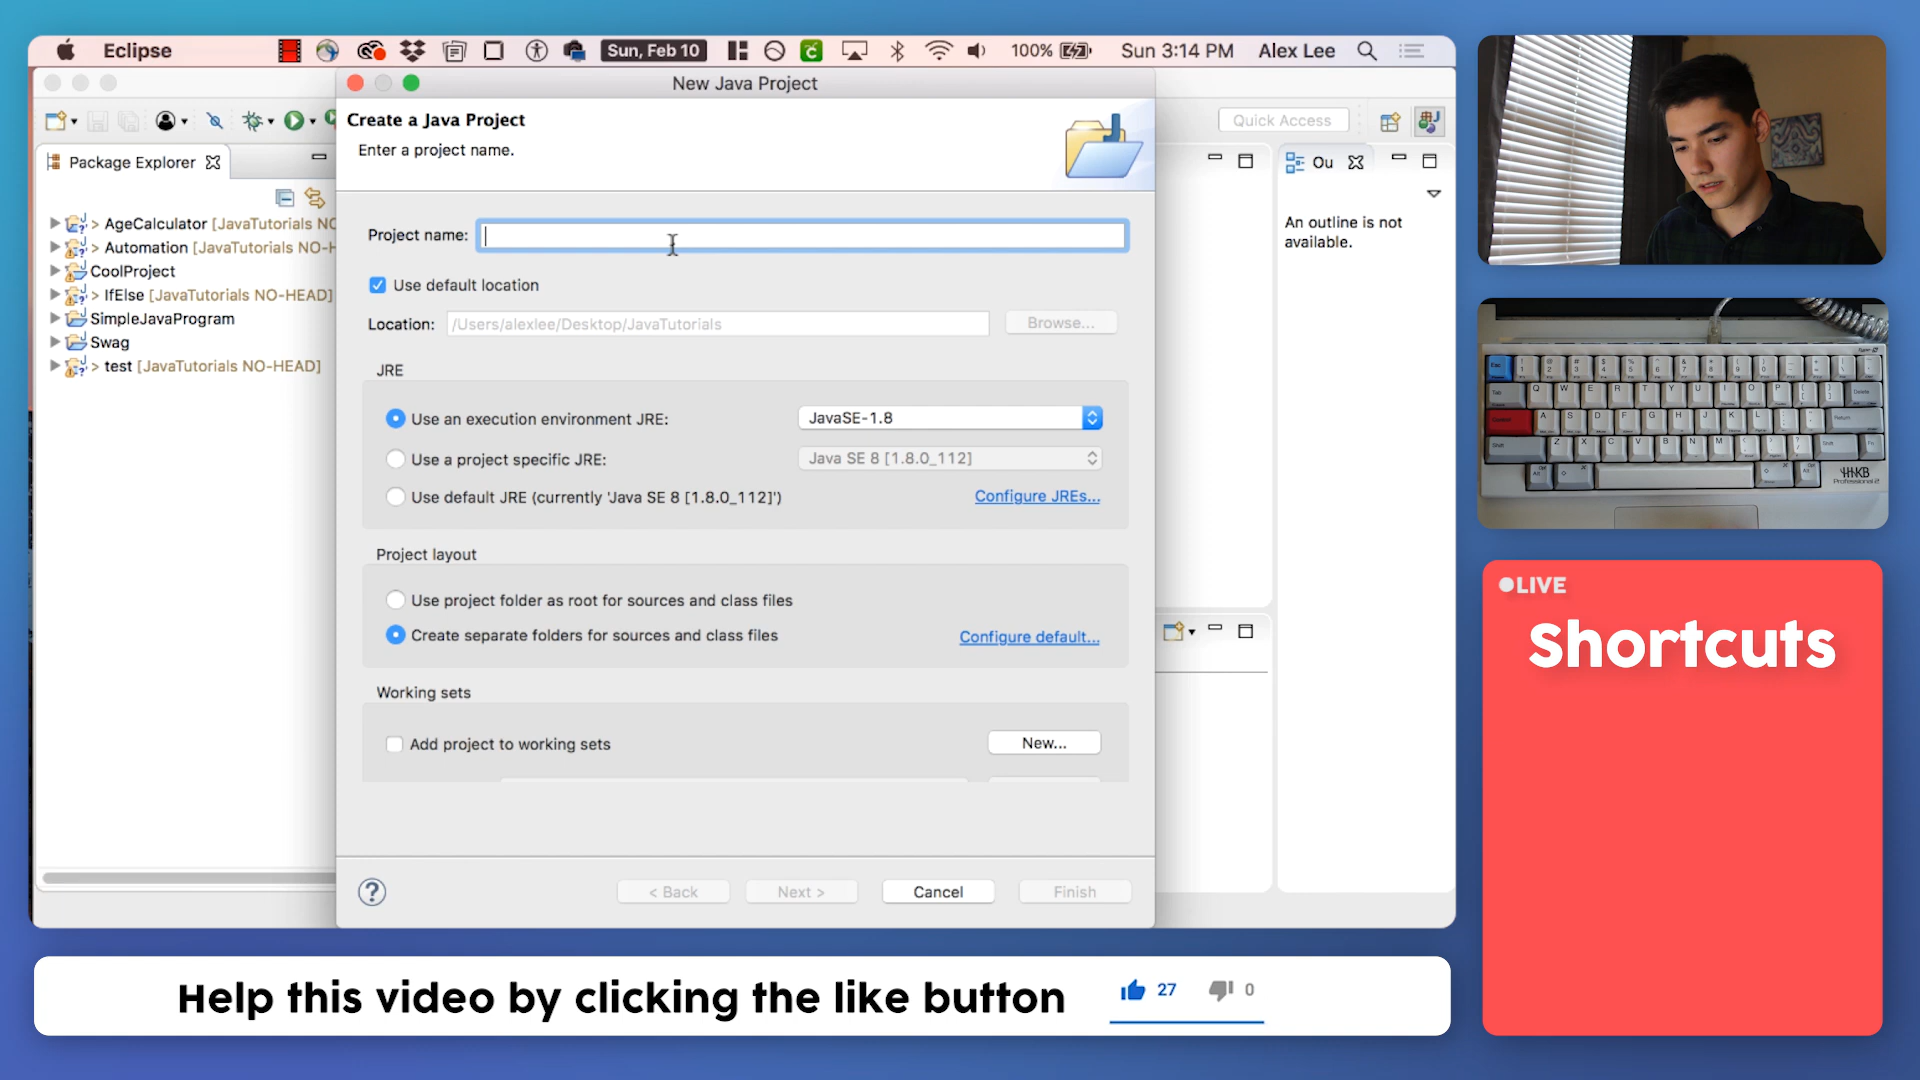 Eclipse
Sun, Feb 10
100%
Sun 3:14 PM
Alex Lee
New Java Project
Create a Java Project
Enter a project name.
Quick Access
Package Explorer
Ou
> AgeCalculator [JavaTutorials NO
> Automation [JavaTutorials NO-H
CoolProject
> IfElse [JavaTutorials NO-HEAD]
SimpleJavaProgram
Swag
> test [JavaTutorials NO-HEAD]
An outline is not
available.
Project name:
Use default location
Location:
/Users/alexlee/Desktop/JavaTutorials
Browse...
JRE
Use an execution environment JRE:
JavaSE-1.8
Use a project specific JRE:
Java SE 8 [1.8.0_112]
Use default JRE (currently 'Java SE 8 [1.8.0_112]')
Configure JREs...
Project layout
Use project folder as root for sources and class files
Create separate folders for sources and class files
Configure default...
Working sets
Add project to working sets
New...
?
< Back
Next >
Cancel
Finish
Help this video by clicking the like button
27
0
Q W E R T Y U I O P
A S D F G H J K L
Z X C V B N M
HHKB
Professional
LIVE
Shortcuts